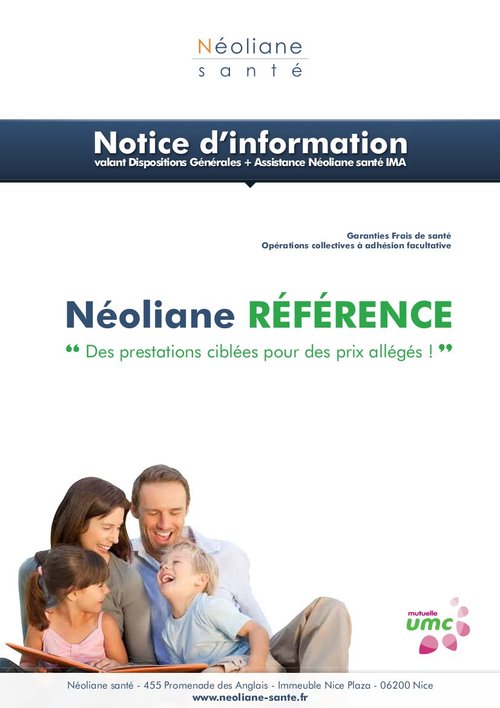 Néoliane
santé
Notice d’information
valant Dispositions Générales + Assistance Néoliane santé IMA
Garanties Frais de santé
Opérations collectives à adhésion facultative
Néoliane RÉFÉRENCE
“ Des prestations ciblées pour des prix allégés ! ”
mutuelle
umc
Néoliane santé - 455 Promenade des Anglais - Immeuble Nice Plaza - 06200 Nice
www.neoliane-sante.fr